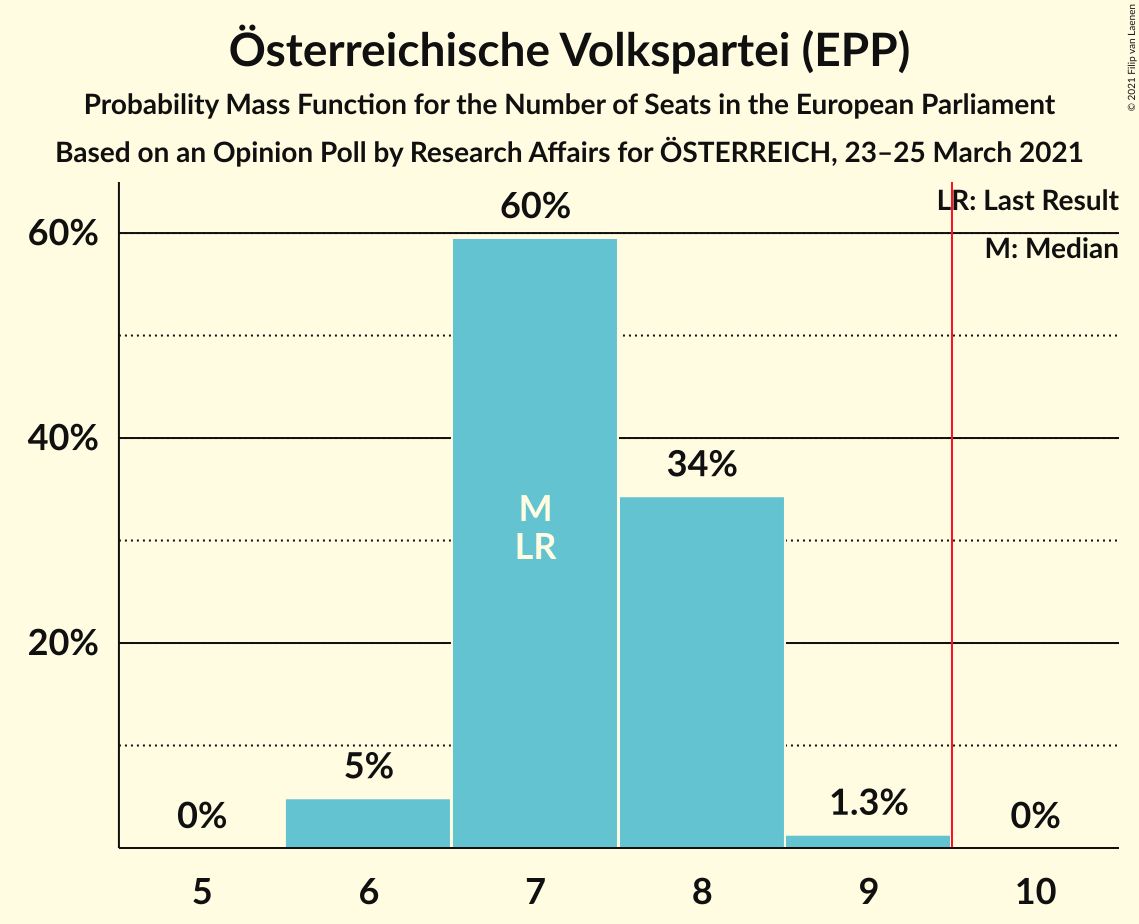 Österreichische Volkspartei (EPP)
Probability Mass Function for the Number of Seats in the European Parliament
Based on an Opinion Poll by Research Affairs for ÖSTERREICH, 23–25 March 2021
© 2021 Filip van Laenen
LR: Last Result
M: Median
60%
40%
20%
0%
5%
60%
M
LR
34%
1.3%
0%
5 6 7 8 9 10